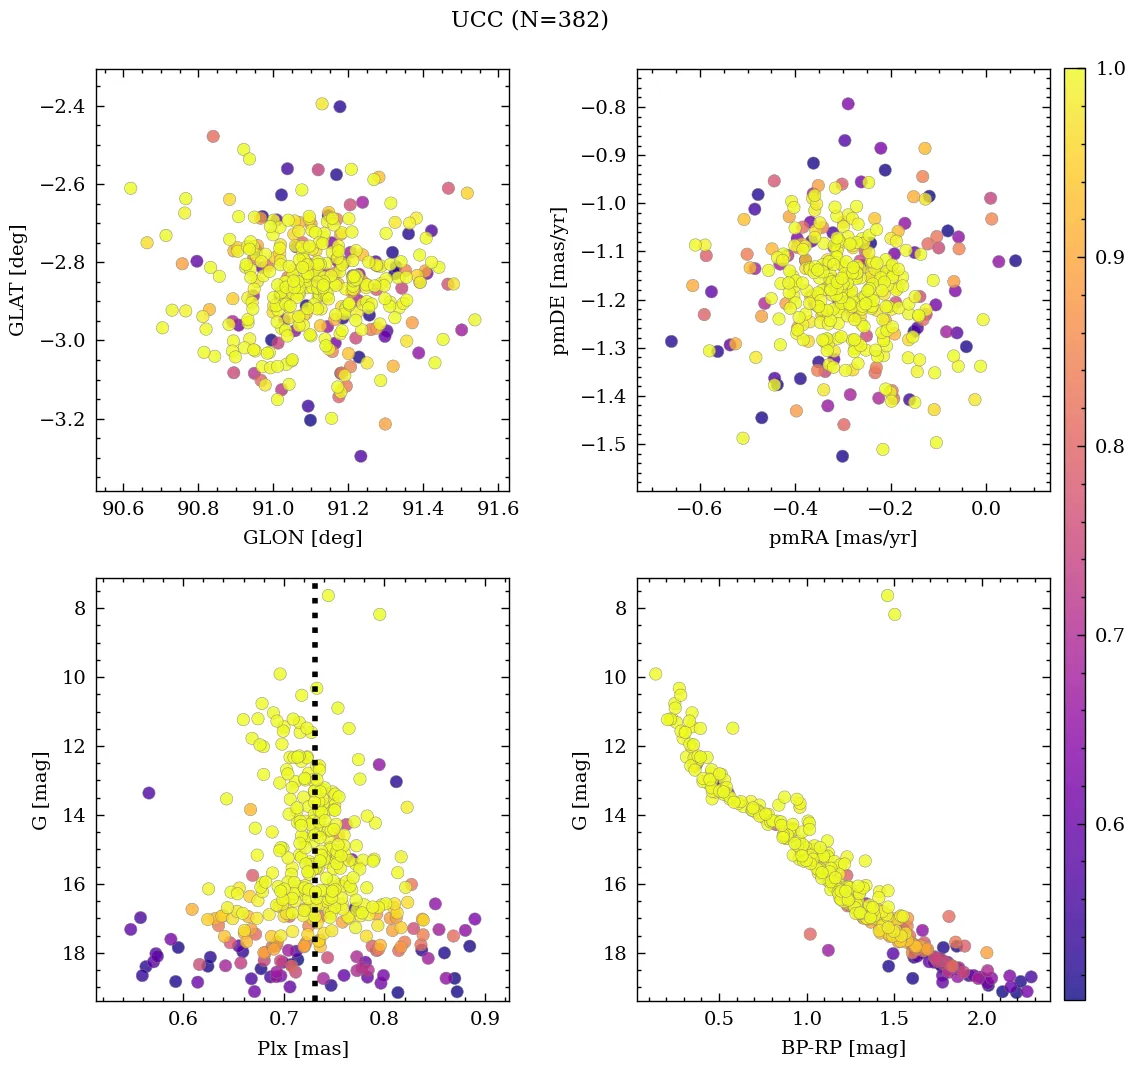 UCC (N=382)
−2.4
−2.6
−2.8
−3.0
−3.2
GLAT [deg]
90.6 90.8 91.0 91.2 91.4 91.6
GLON [deg]
−0.8
−0.9
−1.0
−1.1
−1.2
−1.3
−1.4
−1.5
pmDE [mas/yr]
−0.6 −0.4 −0.2 0.0
pmRA [mas/yr]
8
10
12
14
16
18
G [mag]
0.6 0.7 0.8 0.9
Plx [mas]
8
10
12
14
16
18
G [mag]
0.5 1.0 1.5 2.0
BP-RP [mag]
1.0
0.9
0.8
0.7
0.6